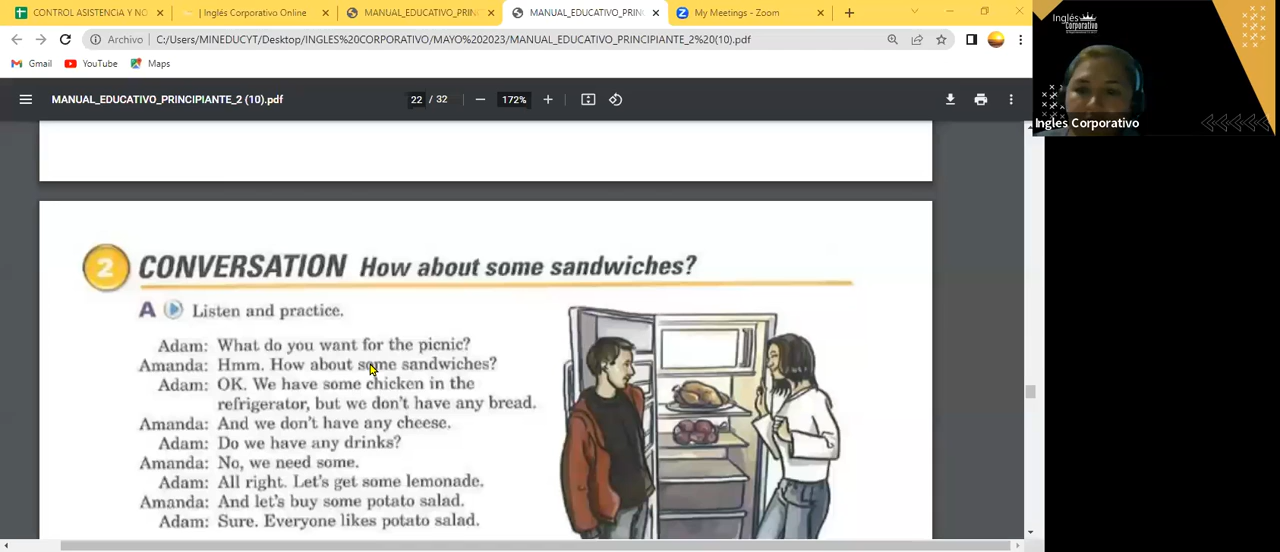 CONTROL ASISTENCIA Y NO
| Inglés Corporativo Online
MANUAL_EDUCATIVO_PRIN
MANUAL_EDUCATIVO_PRIN
My Meetings - Zoom
Archivo | C:/Users/MINEDUCYT/Desktop/INGLES%20CORPORATIVO/MAYO%202023/MANUAL_EDUCATIVO_PRINCIPIANTE_2%20(10).pdf
Gmail YouTube Maps
MANUAL_EDUCATIVO_PRINCIPIANTE_2 (10).pdf
22 / 32
172%
Inglés
Corporativo
Ingles Corporativo
2 CONVERSATION How about some sandwiches?
A Listen and practice.
Adam: What do you want for the picnic?
Amanda: Hmm. How about some sandwiches?
Adam: OK. We have some chicken in the
refrigerator, but we don't have any bread.
Amanda: And we don't have any cheese.
Adam: Do we have any drinks?
Amanda: No, we need some.
Adam: All right. Let's get some lemonade.
Amanda: And let's buy some potato salad.
Adam: Sure. Everyone likes potato salad.